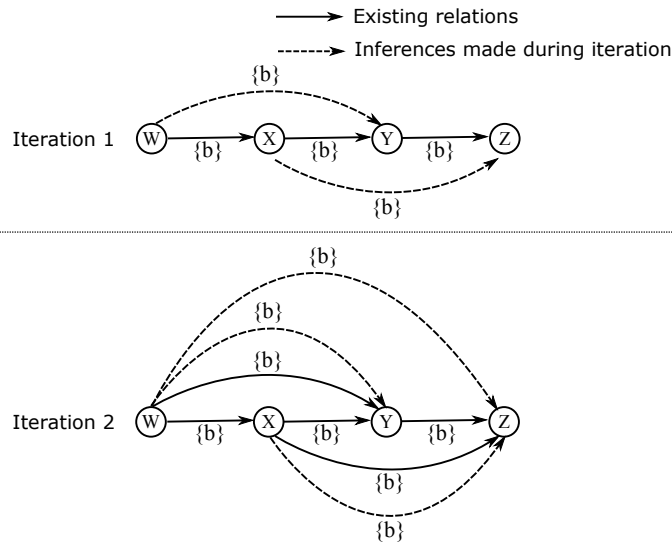 Existing relations
Inferences made during iteration
{b}
Iteration 1
W
X
Y
Z
{b}
{b}
{b}
{b}
{b}
{b}
{b}
Iteration 2
W
X
Y
Z
{b}
{b}
{b}
{b}
{b}